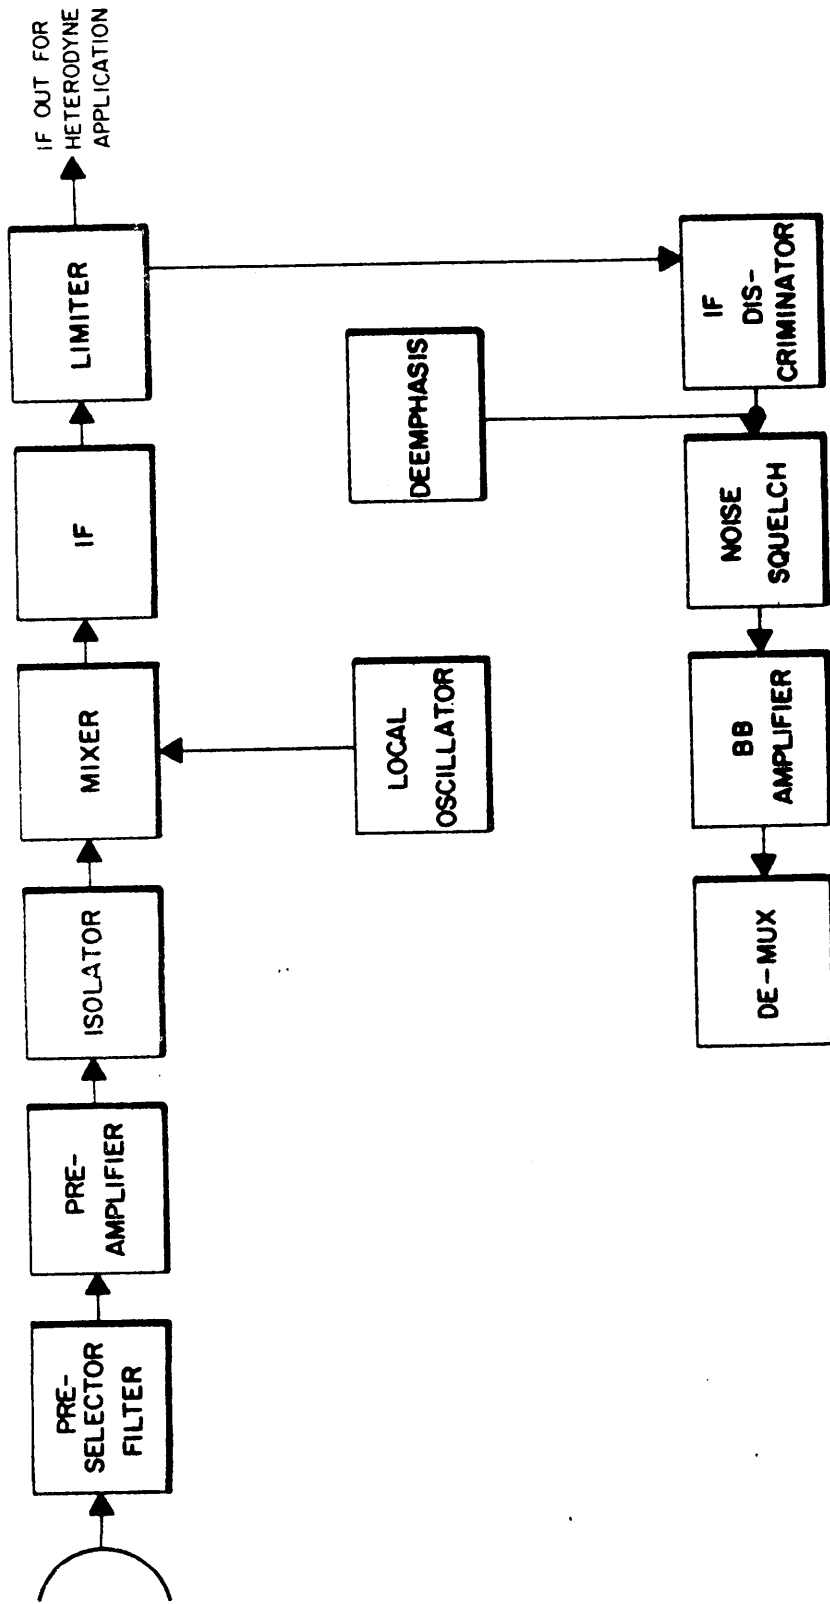 PRE-
SELECTOR
FILTER
PRE-
AMPLIFIER
ISOLATOR
MIXER
IF
LIMITER
IF OUT FOR
HETERODYNE
APPLICATION
LOCAL
OSCILLATOR
DEEMPHASIS
DE-MUX
BB
AMPLIFIER
NOISE
SQUELCH
IF
DIS-
CRIMINATOR